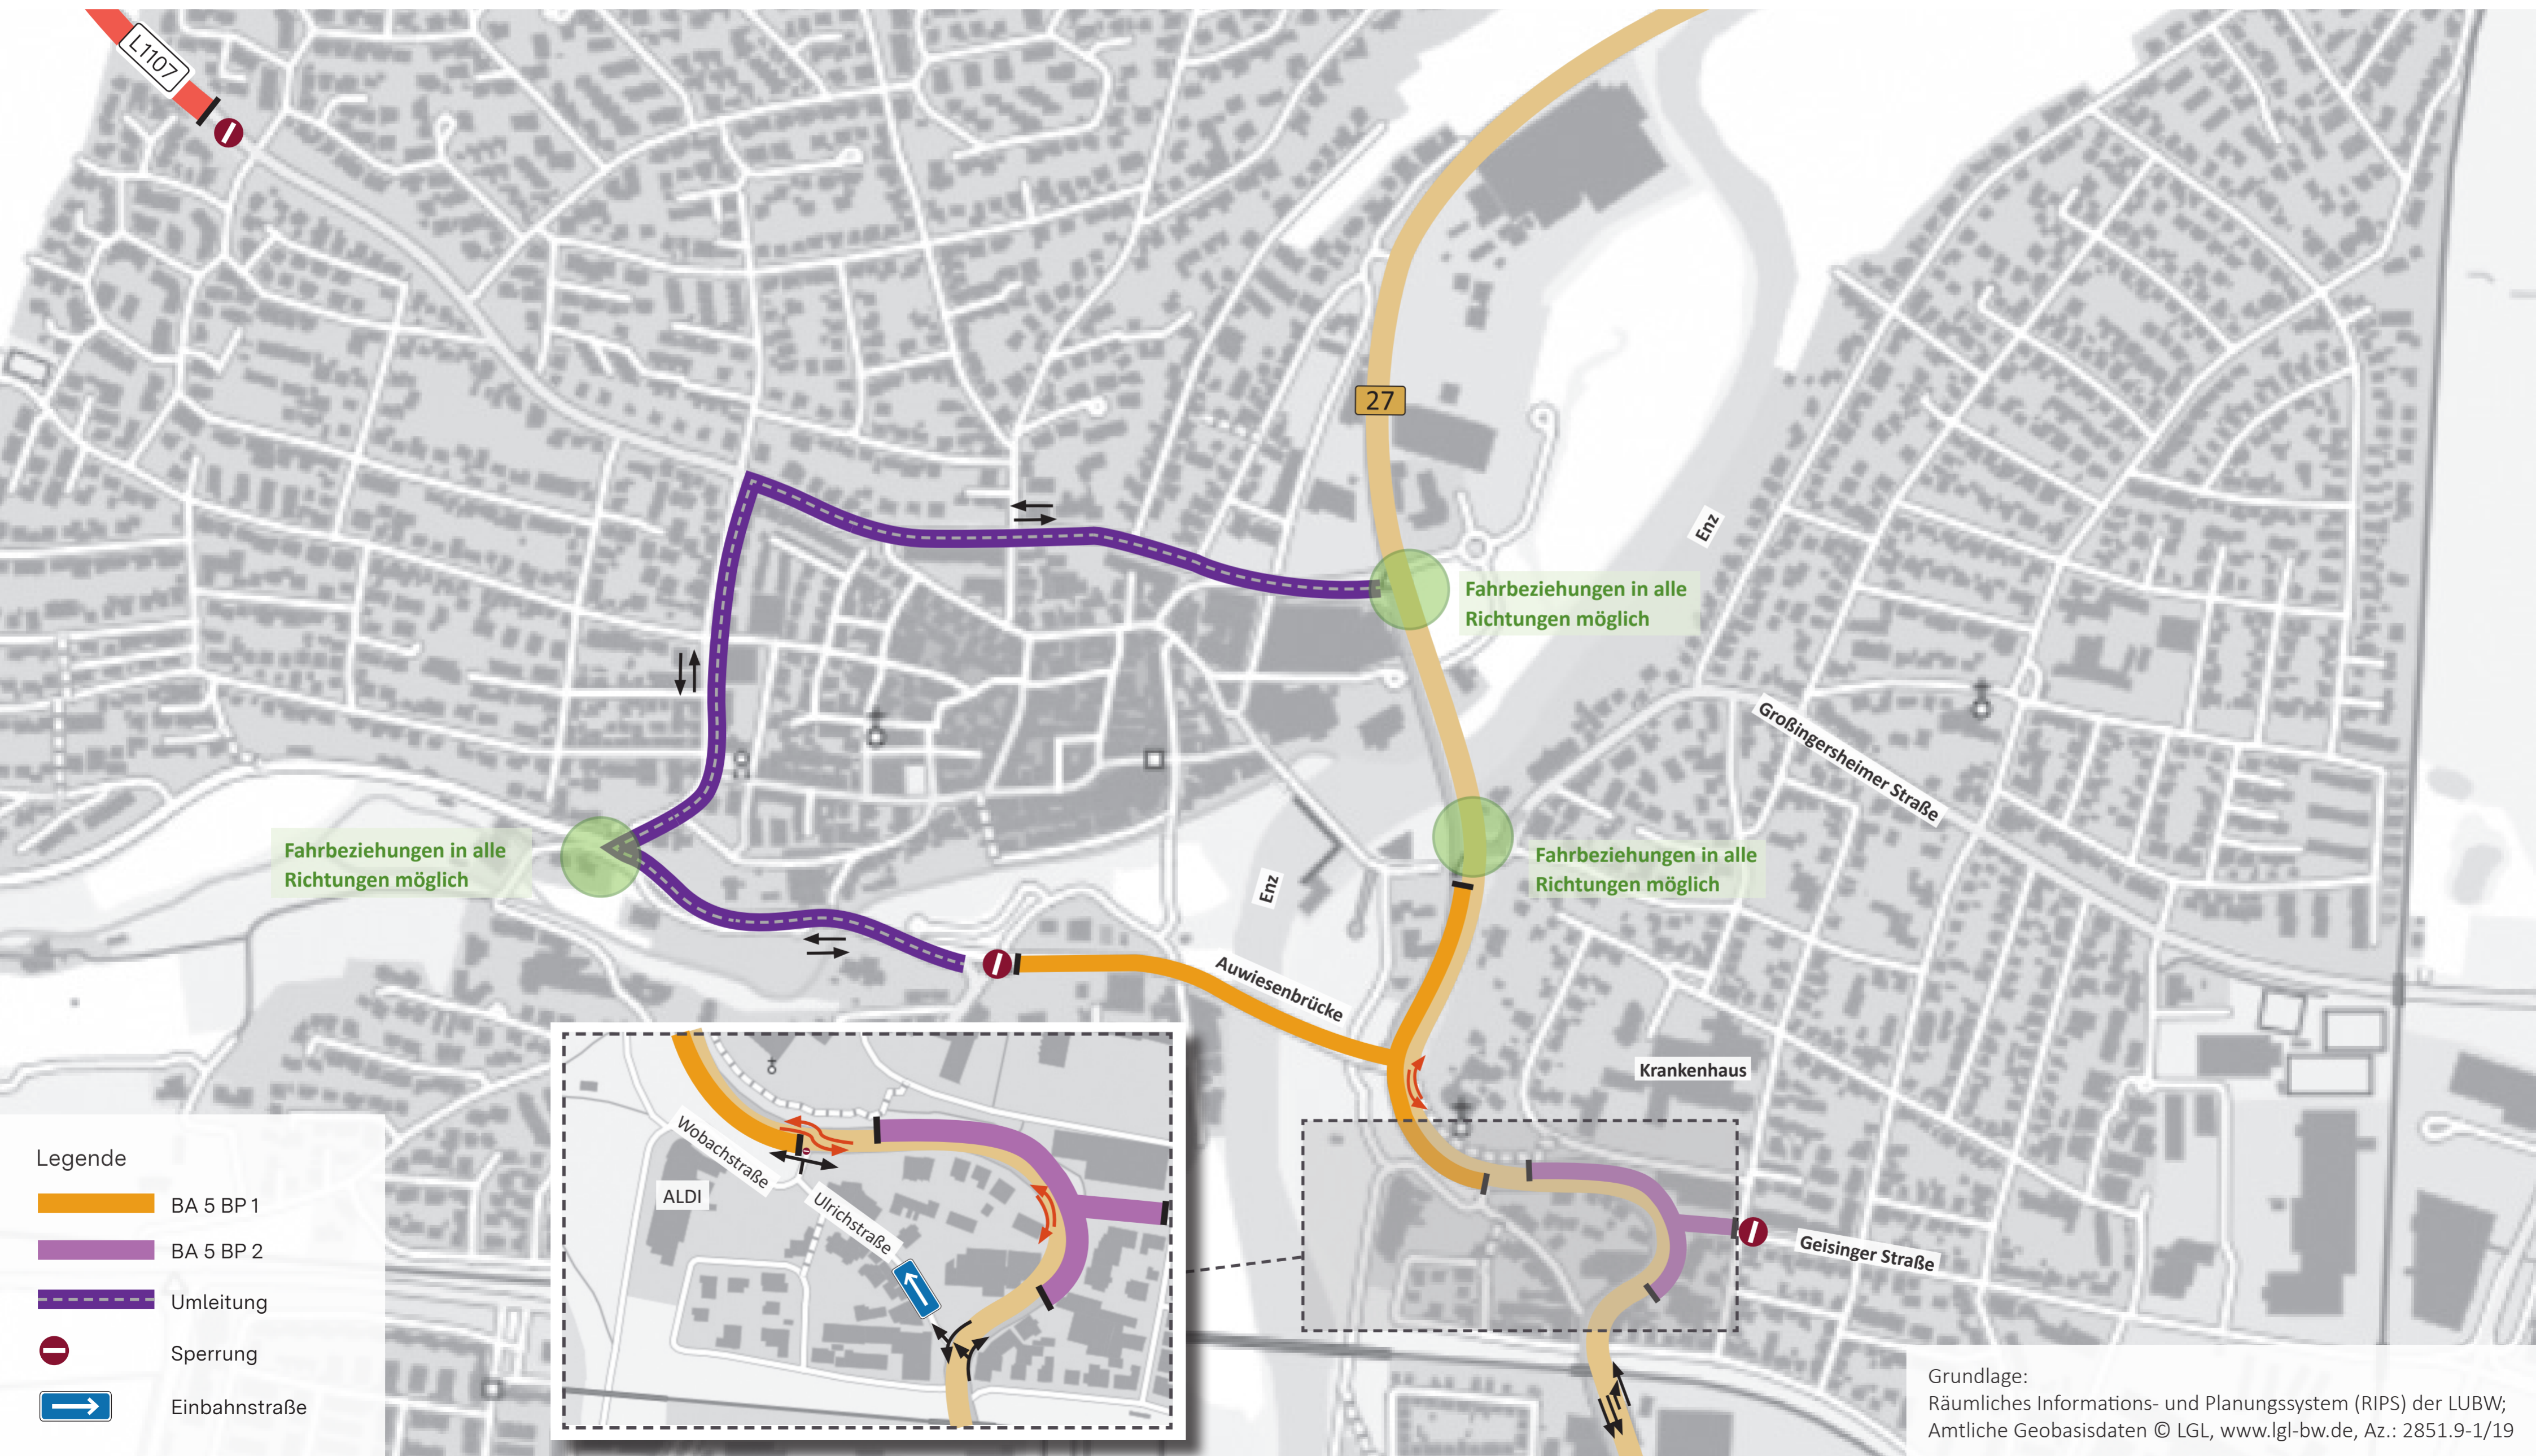 L1107
27
Enz
Fahrbeziehungen in alle
Richtungen möglich
Großingersheimer Straße
Fahrbeziehungen in alle
Richtungen möglich
Fahrbeziehungen in alle
Richtungen möglich
Enz
Auwiesenbrücke
Krankenhaus
Geisinger Straße
Wobachstraße
ALDI
Ulrichstraße
Legende
BA 5 BP 1
BA 5 BP 2
Umleitung
Sperrung
Einbahnstraße
Grundlage:
Räumliches Informations- und Planungssystem (RIPS) der LUBW;
Amtliche Geobasisdaten © LGL, www.lgl-bw.de, Az.: 2851.9-1/19